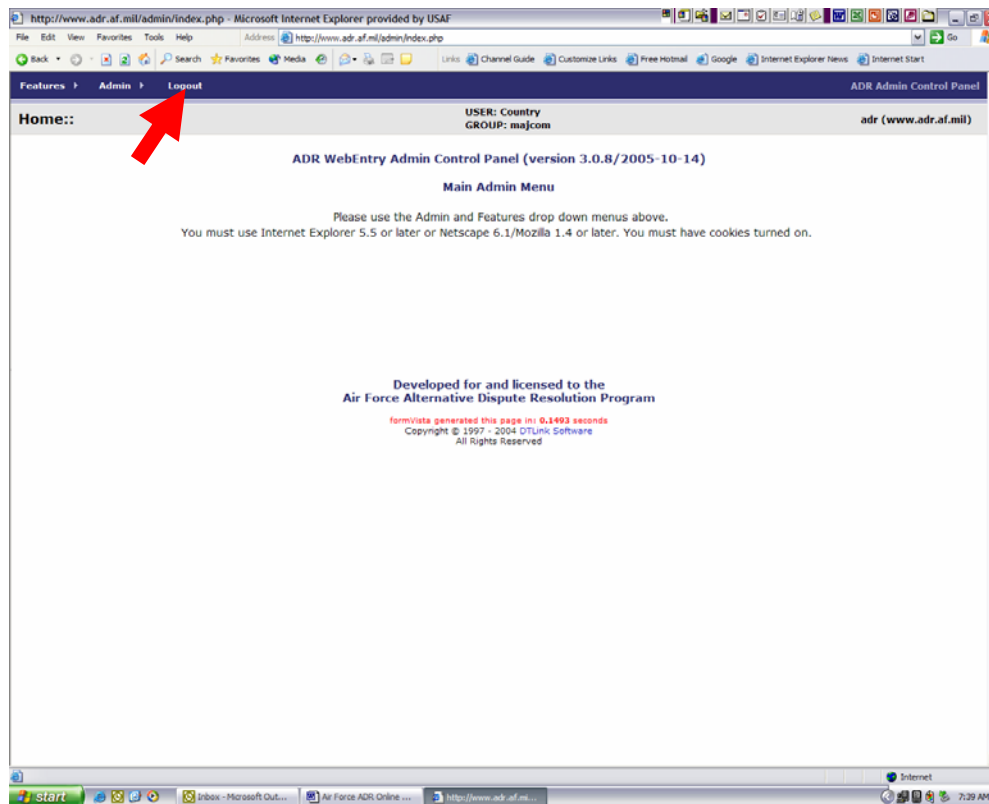 http://www.adr.af.mil/admin/index.php - Microsoft Internet Explorer provided by USAF
File Edit View Favorites Tools Help Address http://www.adr.af.mil/admin/index.php Go
Back Search Favorites Media Links Channel Guide Customize Links Free Hotmail Google Internet Explorer News Internet Start
Features Admin Logout ADR Admin Control Panel
Home:: USER: Country adr (www.adr.af.mil)
GROUP: majcom
ADR WebEntry Admin Control Panel (version 3.0.8/2005-10-14)
Main Admin Menu
Please use the Admin and Features drop down menus above.
You must use Internet Explorer 5.5 or later or Netscape 6.1/Mozilla 1.4 or later. You must have cookies turned on.
Developed for and licensed to the
Air Force Alternative Dispute Resolution Program
formVista generated this page in: 0.1493 seconds
Copyright © 1997 - 2004 DTLink Software
All Rights Reserved
Internet
start Inbox - Microsoft Out... Air Force ADR Online ... http://www.adr.af.mi... 7:39 AM